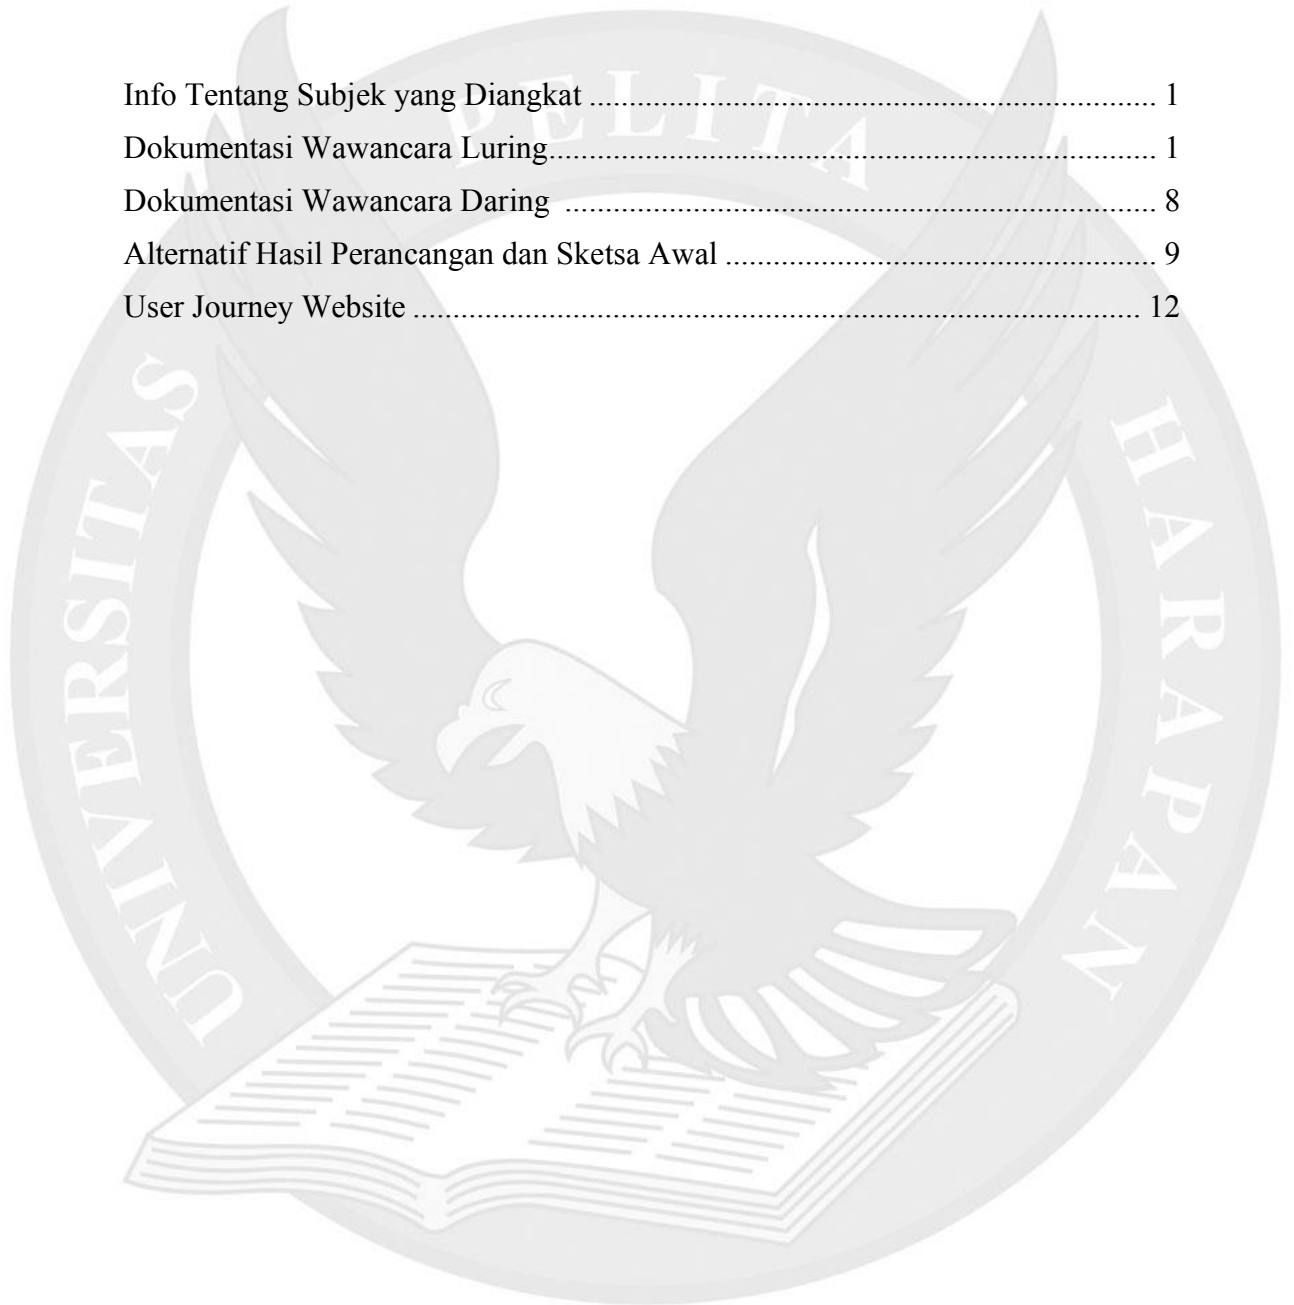 Info Tentang Subjek yang Diangkat ........................................................................ 1
Dokumentasi Wawancara Luring............................................................................. 1
Dokumentasi Wawancara Daring ........................................................................... 8
Alternatif Hasil Perancangan dan Sketsa Awal ....................................................... 9
User Journey Website ............................................................................................ 12
UNIVERSITAS PELITA HARAPAN